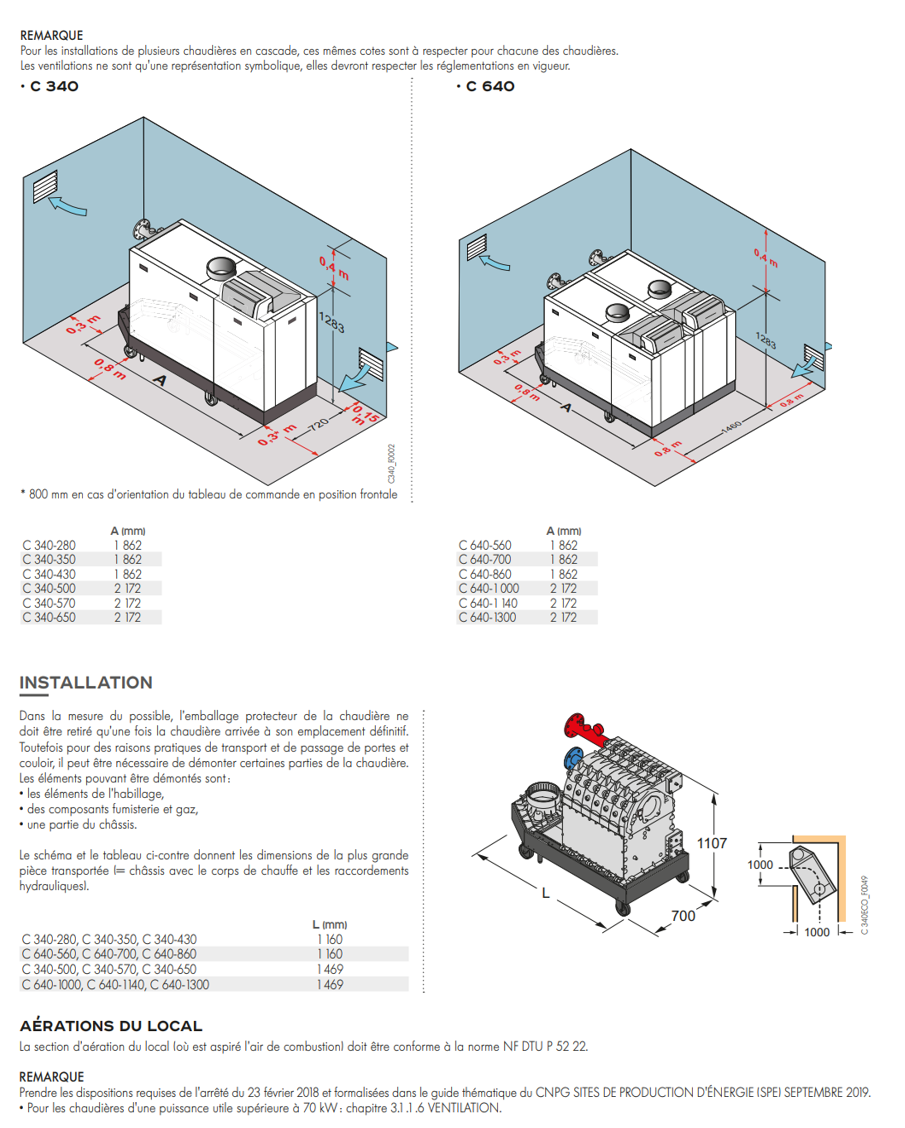 REMARQUE
Pour les installations de plusieurs chaudières en cascade, ces mêmes cotes sont à respecter pour chacune des chaudières.
Les ventilations ne sont qu'une représentation symbolique, elles devront respecter les réglementations en vigueur.
• C 340
0,4 m
1283
0,3 m
0,8 m
A
0,3* m
720
0,15 m
C340_F0002
* 800 mm en cas d'orientation du tableau de commande en position frontale
• C 640
0,4 m
1283
0,3 m
0,8 m
A
0,8 m
1460
0,8 m
A (mm)
C 340-280 1 862
C 340-350 1 862
C 340-430 1 862
C 340-500 2 172
C 340-570 2 172
C 340-650 2 172
A (mm)
C 640-560 1 862
C 640-700 1 862
C 640-860 1 862
C 640-1 000 2 172
C 640-1 140 2 172
C 640-1300 2 172
INSTALLATION
Dans la mesure du possible, l'emballage protecteur de la chaudière ne
doit être retiré qu'une fois la chaudière arrivée à son emplacement définitif.
Toutefois pour des raisons pratiques de transport et de passage de portes et
couloir, il peut être nécessaire de démonter certaines parties de la chaudière.
Les éléments pouvant être démontés sont :
• les éléments de l'habillage,
• des composants fumisterie et gaz,
• une partie du châssis.
Le schéma et le tableau ci-contre donnent les dimensions de la plus grande
pièce transportée (= châssis avec le corps de chauffe et les raccordements
hydrauliques).
L (mm)
C 340-280, C 340-350, C 340-430 1 160
C 640-560, C 640-700, C 640-860 1 160
C 340-500, C 340-570, C 340-650 1 469
C 640-1000, C 640-1140, C 640-1300 1 469
1107
L
700
1000
1000
C 340ECO_F0049
AÉRATIONS DU LOCAL
La section d'aération du local (où est aspiré l'air de combustion) doit être conforme à la norme NF DTU P 52 22.
REMARQUE
Prendre les dispositions requises de l'arrêté du 23 février 2018 et formalisées dans le guide thématique du CNPG SITES DE PRODUCTION D'ÉNERGIE (SPE) SEPTEMBRE 2019.
• Pour les chaudières d'une puissance utile supérieure à 70 kW : chapitre 3.1 .1 .6 VENTILATION.